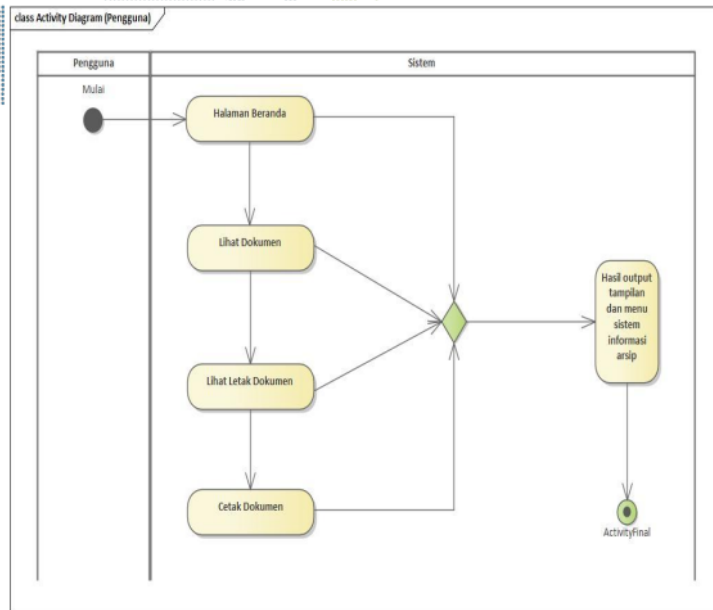 class Activity Diagram (Pengguna)
Pengguna
Sistem
Mulai
Halaman Beranda
Lihat Dokumen
Lihat Letak Dokumen
Cetak Dokumen
Hasil output
tampilan
dan menu
sistem
informasi
arsip
ActivityFinal